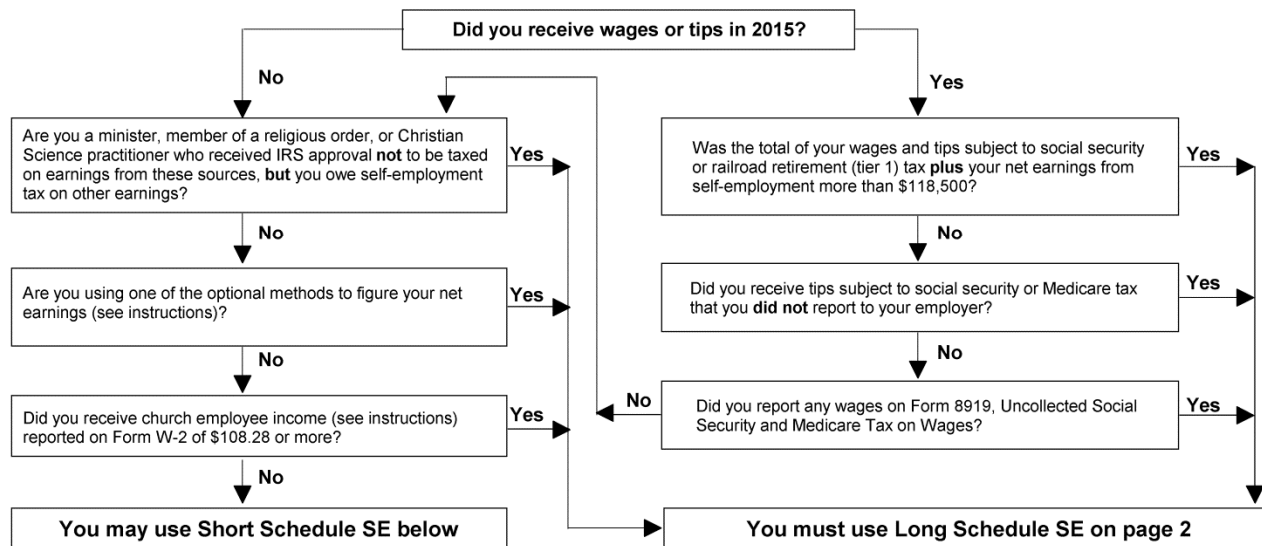 Did you receive wages or tips in 2015?
No
Yes
Are you a minister, member of a religious order, or Christian
Science practitioner who received IRS approval not to be taxed
on earnings from these sources, but you owe self-employment
tax on other earnings?
Yes
Was the total of your wages and tips subject to social security
or railroad retirement (tier 1) tax plus your net earnings from
self-employment more than $118,500?
Yes
No
No
Are you using one of the optional methods to figure your net
earnings (see instructions)?
Yes
Did you receive tips subject to social security or Medicare tax
that you did not report to your employer?
Yes
No
No
Did you receive church employee income (see instructions)
reported on Form W-2 of $108.28 or more?
Yes
No
Did you report any wages on Form 8919, Uncollected Social
Security and Medicare Tax on Wages?
Yes
No
You may use Short Schedule SE below
You must use Long Schedule SE on page 2